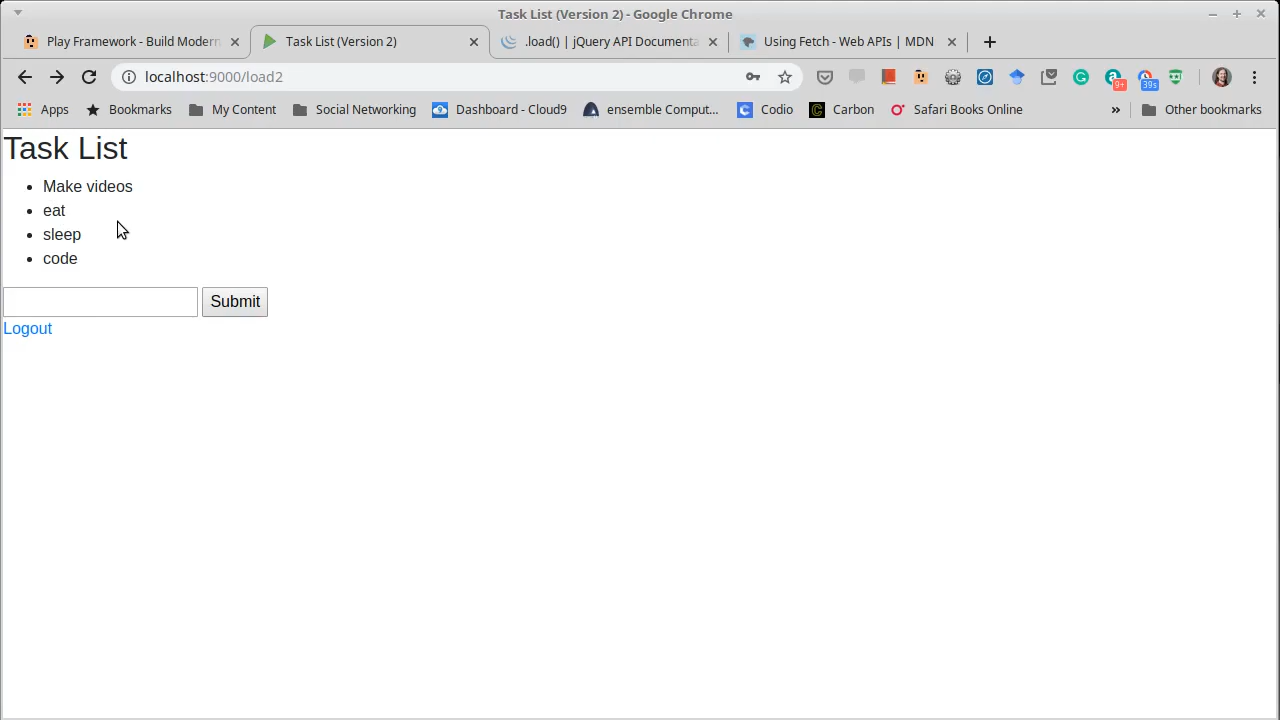 Task List (Version 2) - Google Chrome
Play Framework - Build Modern
Task List (Version 2)
.load() | jQuery API Documenta
Using Fetch - Web APIs | MDN
localhost:9000/load2
9+
39s
Apps
Bookmarks
My Content
Social Networking
Dashboard - Cloud9
ensemble Comput...
Codio
Carbon
Safari Books Online
»
Other bookmarks
Task List
Make videos
eat
sleep
code
Submit
Logout